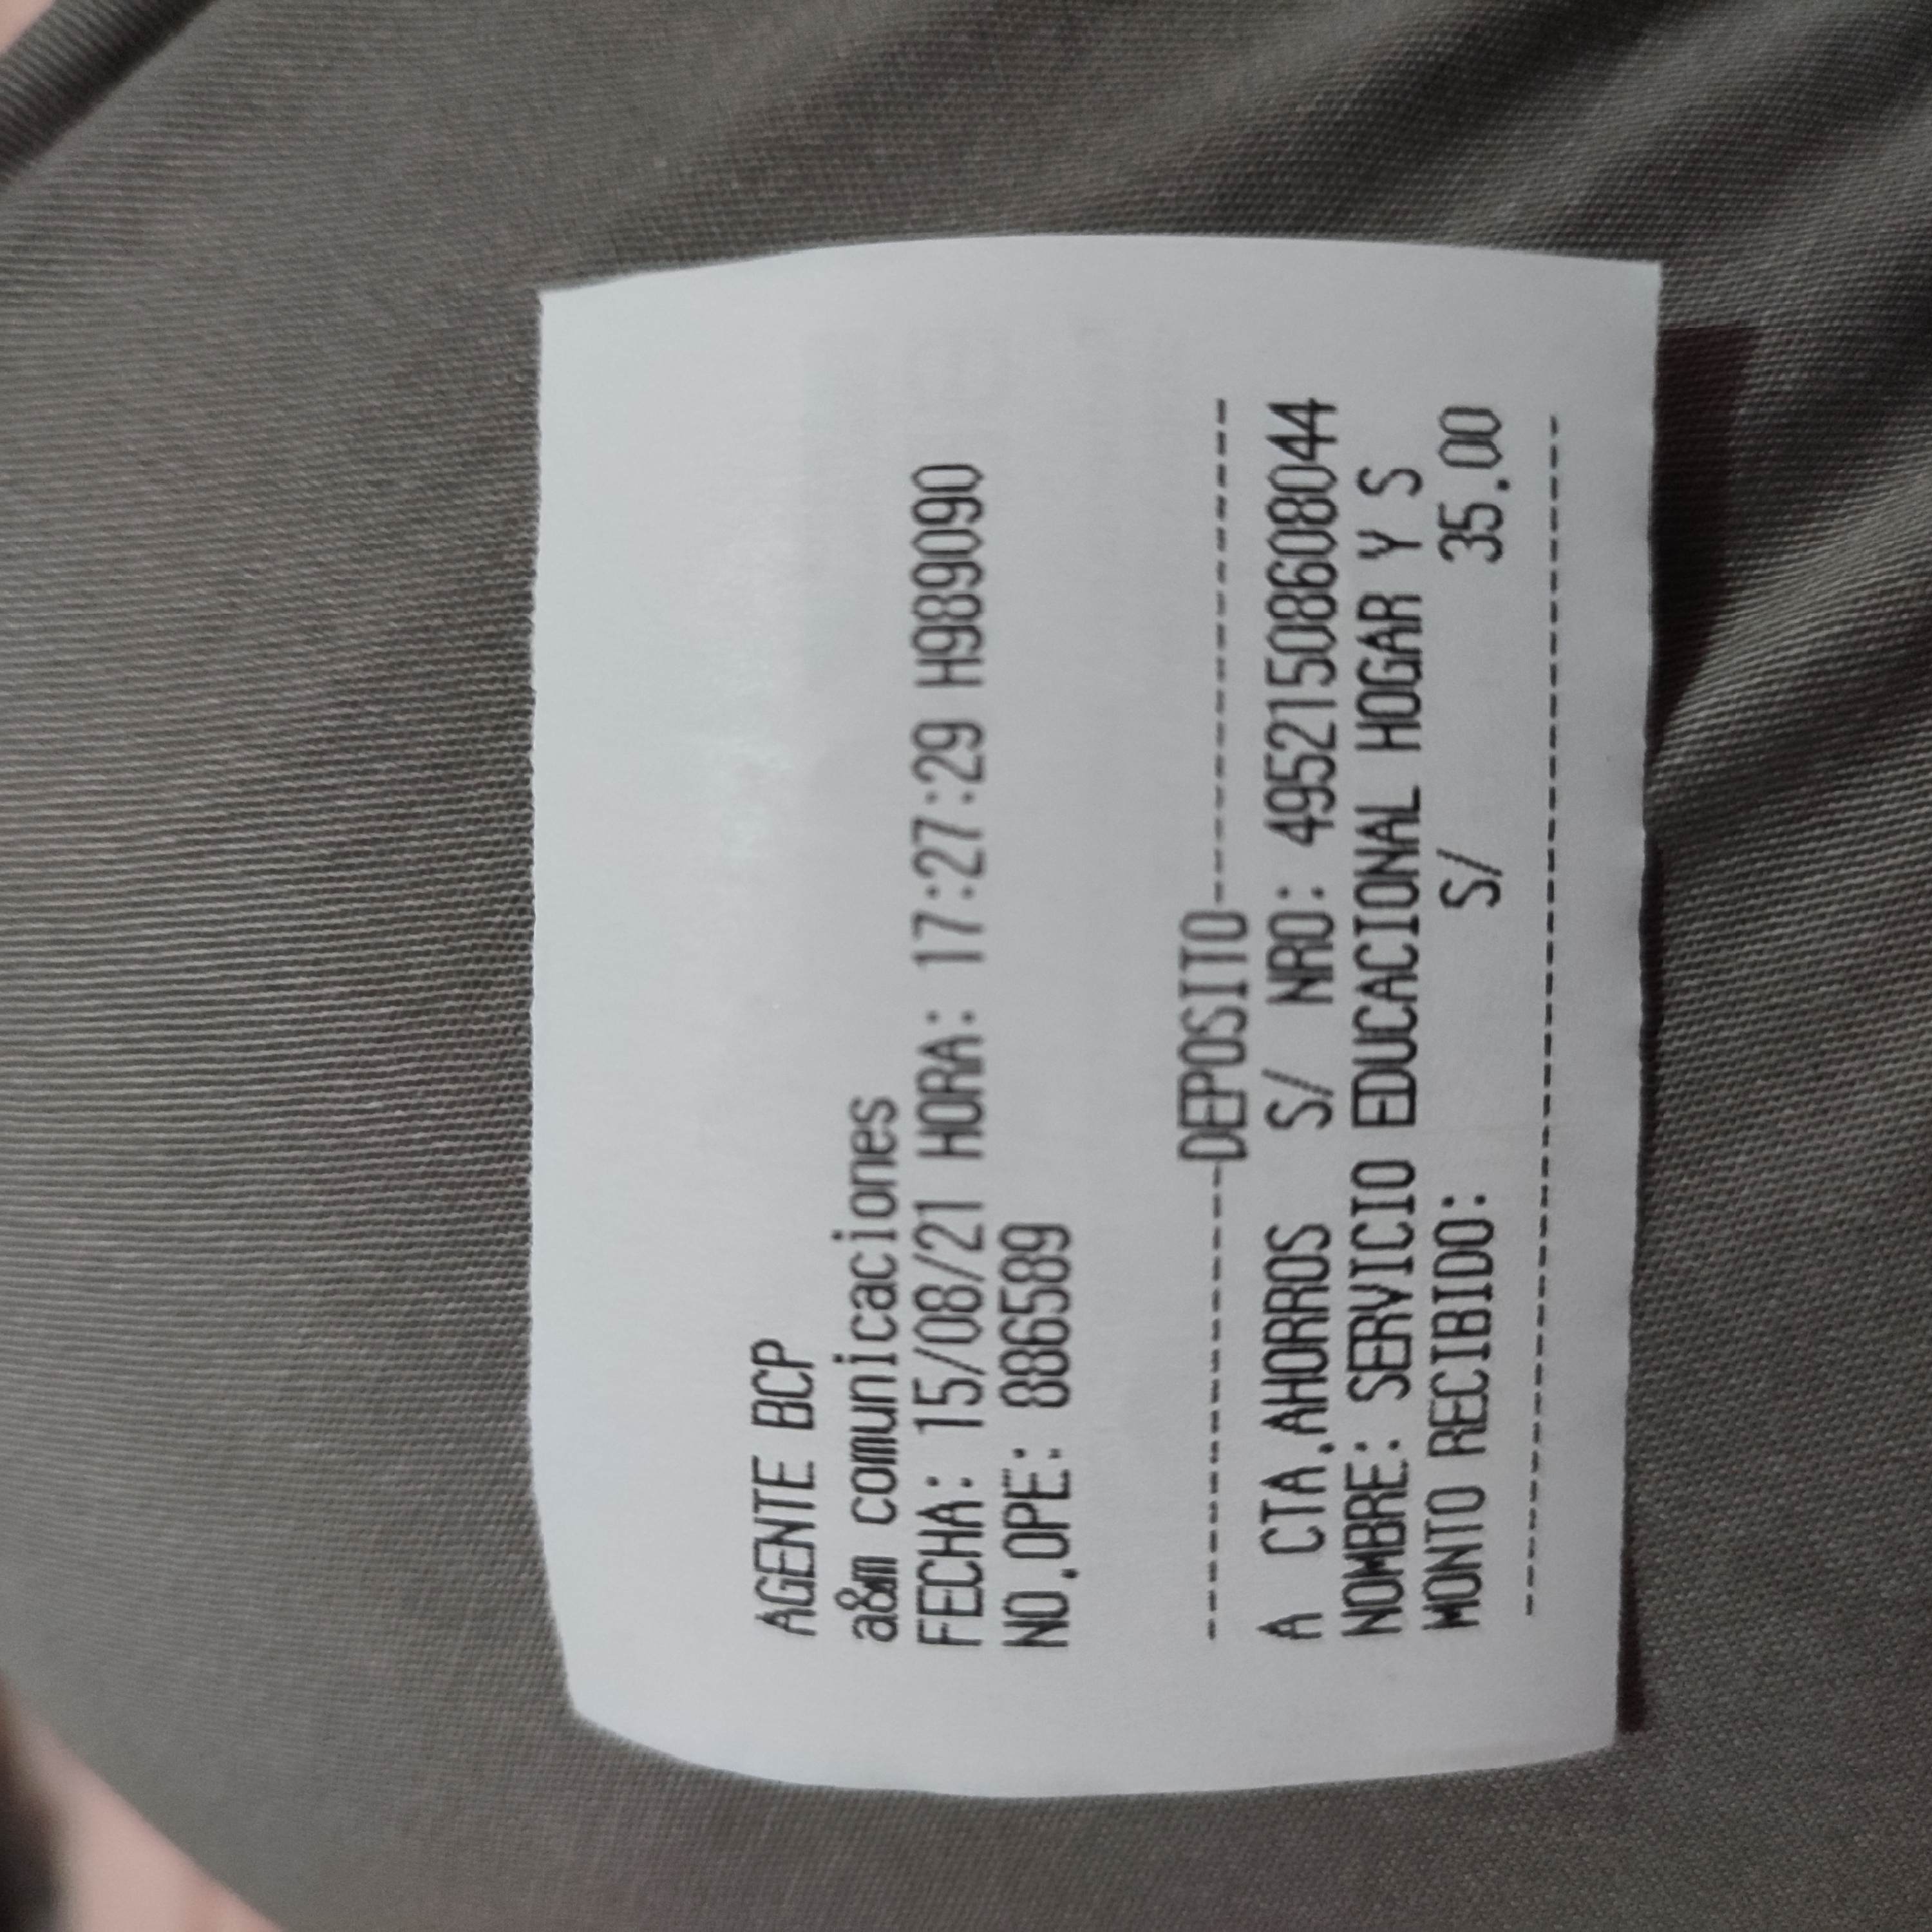 AGENTE BCP
a&m comunicaciones
FECHA: 15/08/21 HORA: 17:27:29 H989090
NO.OPE: 886589
----------------DEPOSITO----------------
A CTA.AHORROS S/ NRO: 49521508608044
NOMBRE: SERVICIO EDUCACIONAL HOGAR Y S
MONTO RECIBIDO: S/ 35.00
----------------------------------------